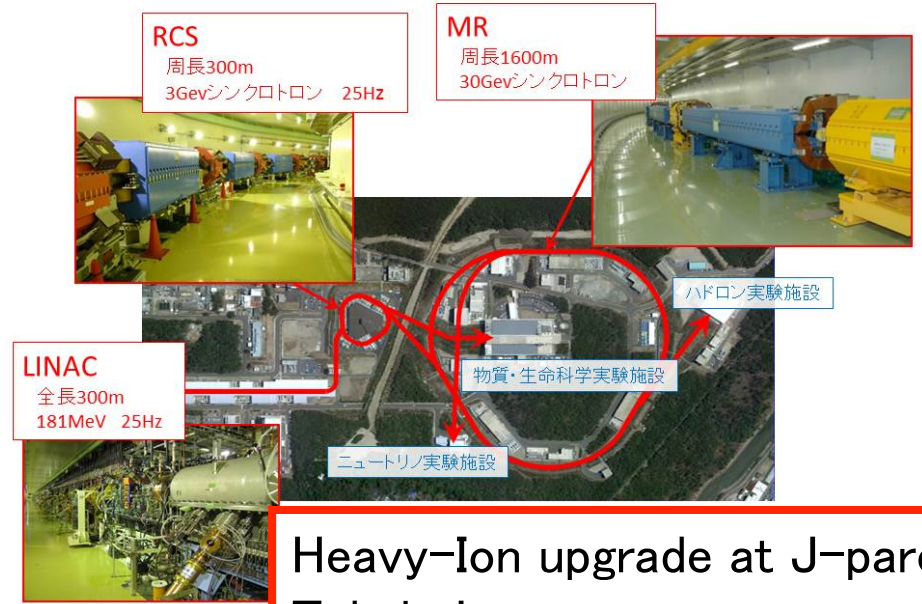 RCS
周長300m
3Gevシンクロトロン 25Hz
MR
周長1600m
30Gevシンクロトロン
ハドロン実験施設
物質・生命科学実験施設
ニュートリノ実験施設
LINAC
全長300m
181MeV 25Hz
Heavy-Ion upgrade at J-parc